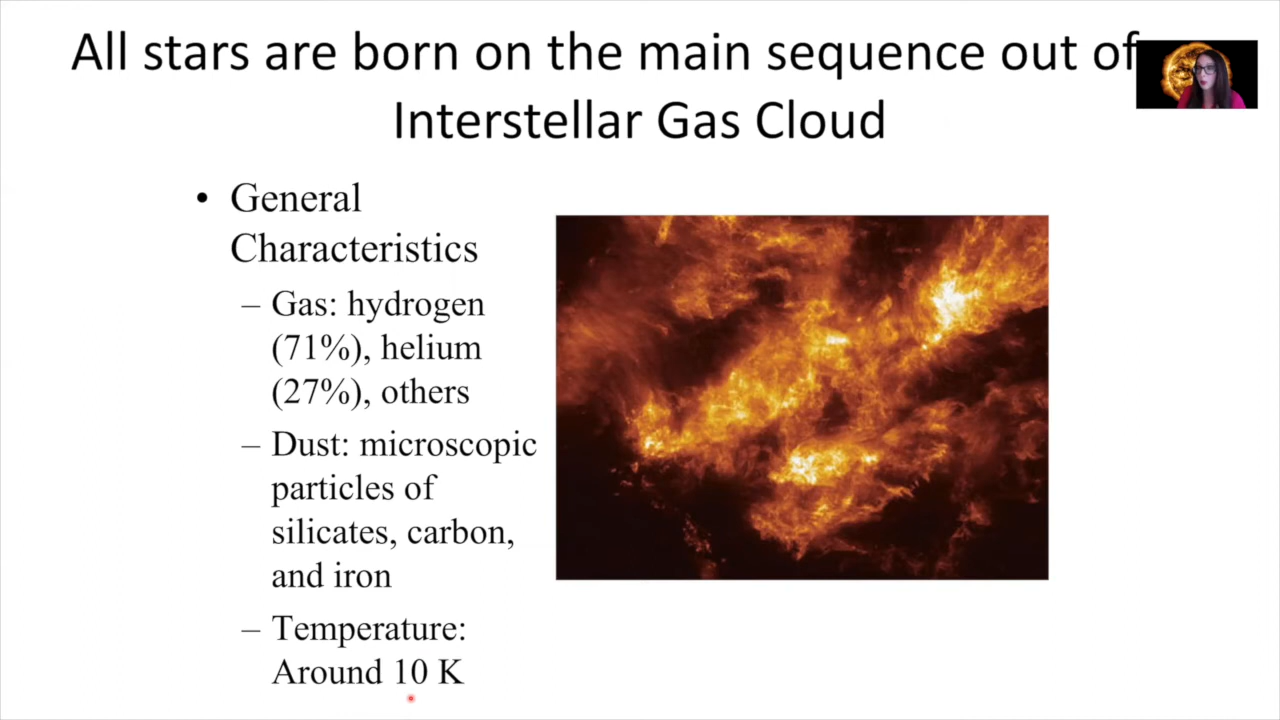 All stars are born on the main sequence out of
Interstellar Gas Cloud
• General
Characteristics
– Gas: hydrogen
(71%), helium
(27%), others
– Dust: microscopic
particles of
silicates, carbon,
and iron
– Temperature:
Around 10 K